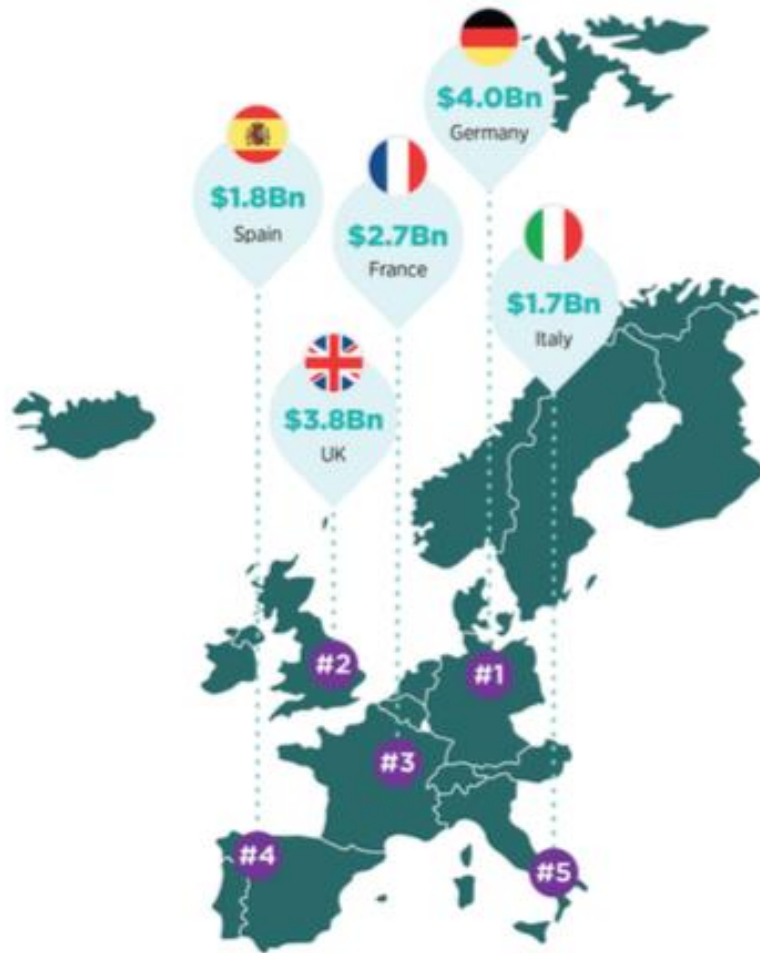 $4.0Bn
Germany
$1.8Bn
Spain
$2.7Bn
France
$1.7Bn
Italy
$3.8Bn
UK
#2
#1
#3
#4
#5